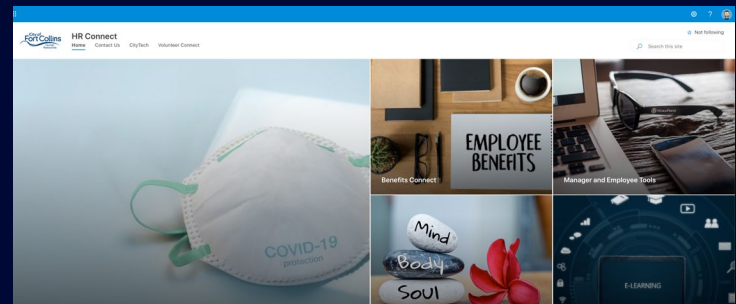 City of
Fort Collins
HR Connect
Home
Contact Us
CityTech
Volunteer Connect
?
Not following
Search this site
COVID-19
protection
EMPLOYEE
BENEFITS
Benefits Connect
Manager and Employee Tools
Mind
Body
Soul
E-LEARNING